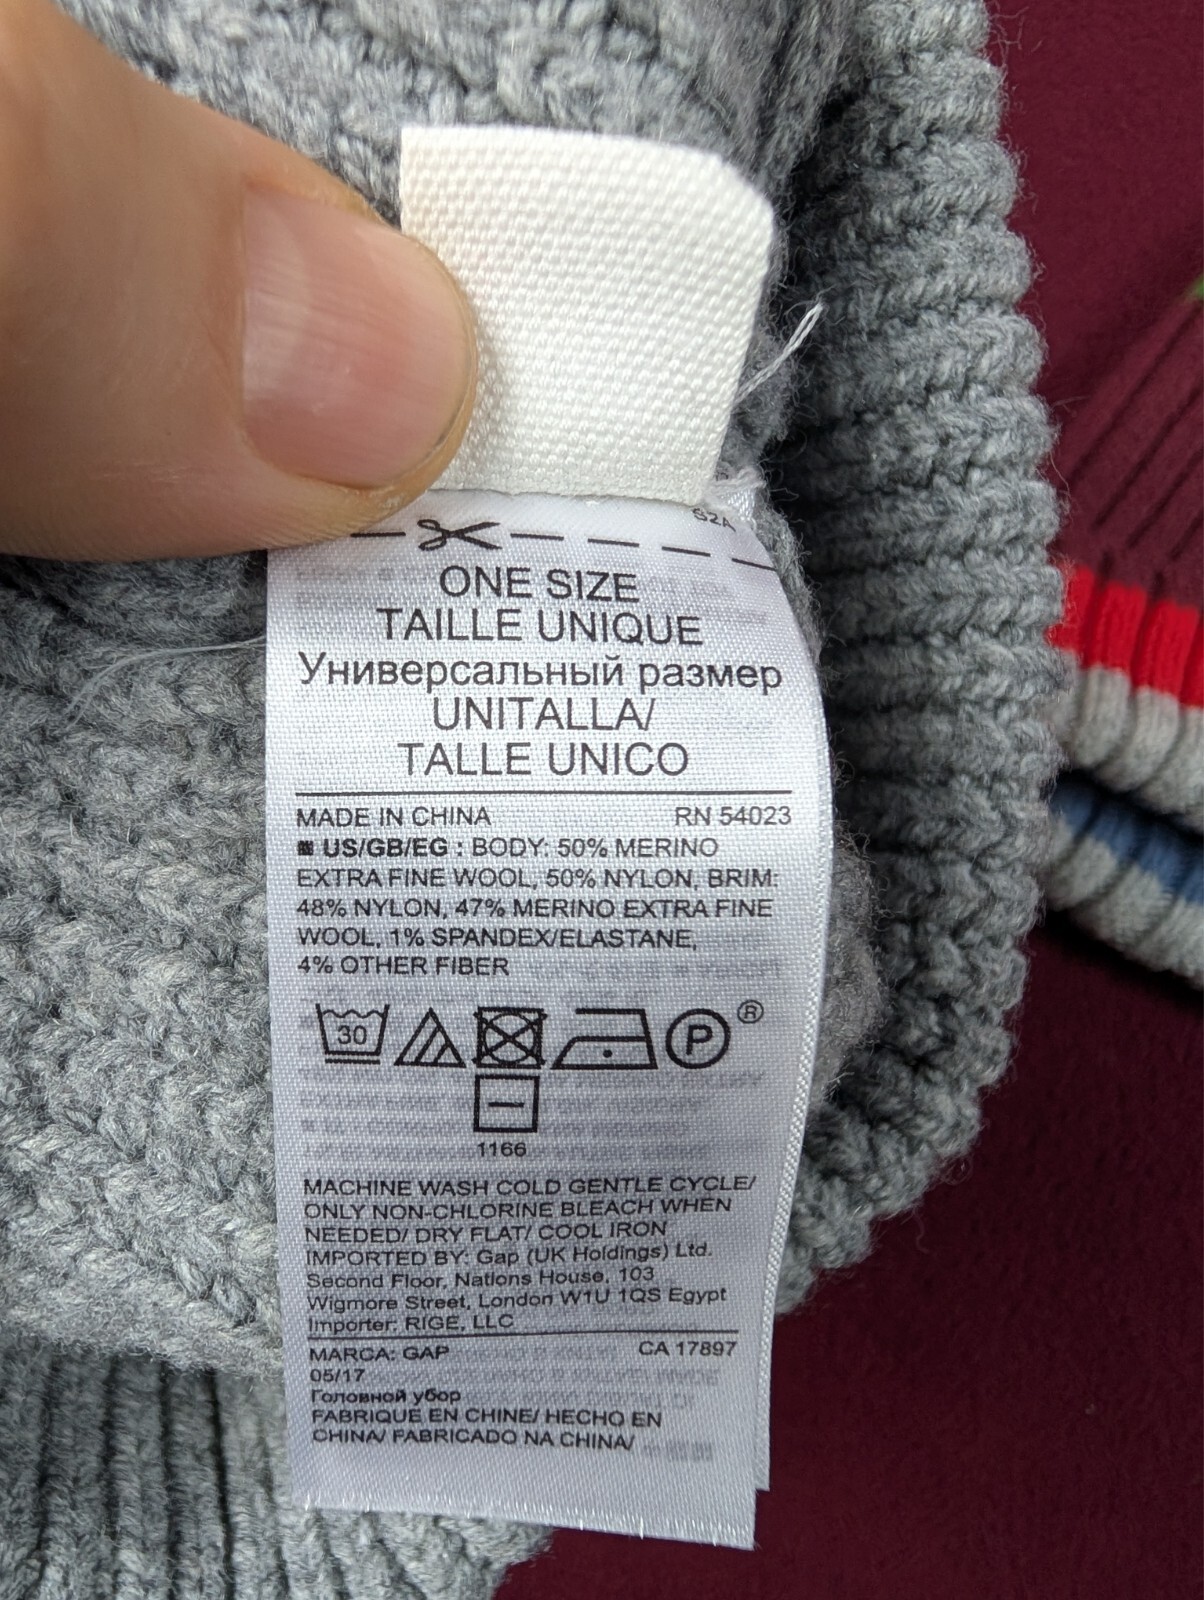 S2A
ONE SIZE
TAILLE UNIQUE
Универсальный размер
UNITALLA/
TALLE UNICO
MADE IN CHINA RN 54023
US/GB/EG : BODY: 50% MERINO
EXTRA FINE WOOL, 50% NYLON, BRIM:
48% NYLON, 47% MERINO EXTRA FINE
WOOL, 1% SPANDEX/ELASTANE,
4% OTHER FIBER
30 P ®
1166
MACHINE WASH COLD GENTLE CYCLE/
ONLY NON-CHLORINE BLEACH WHEN
NEEDED/ DRY FLAT/ COOL IRON
IMPORTED BY: Gap (UK Holdings) Ltd.
Second Floor, Nations House, 103
Wigmore Street, London W1U 1QS Egypt
Importer: RIGE, LLC
MARCA: GAP CA 17897
05/17
Головной убор
FABRIQUE EN CHINE/ HECHO EN
CHINA/ FABRICADO NA CHINA/